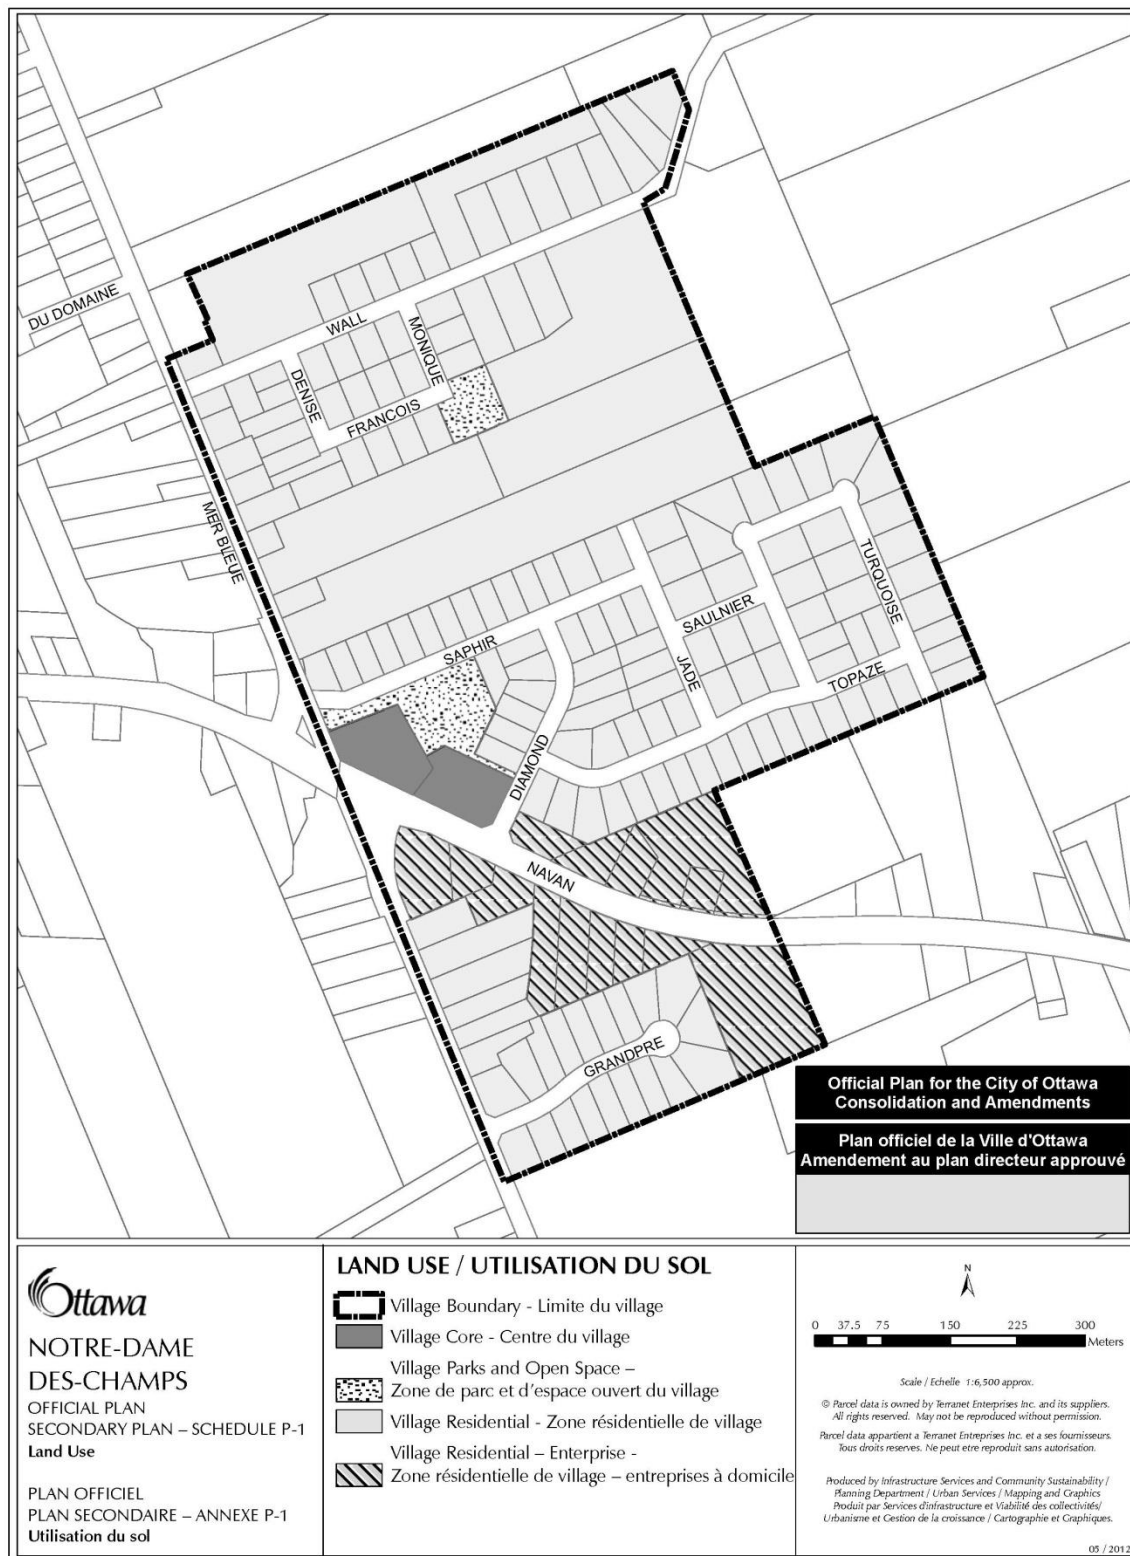 DU DOMAINE
WALL
MONIQUE
DENISE
FRANCOIS
MER BLEUE
TURQUOISE
SAULNIER
SAPHIR
JADE
TOPAZE
DIAMOND
NAVAN
GRANDPRE
Official Plan for the City of Ottawa
Consolidation and Amendments
Plan officiel de la Ville d'Ottawa
Amendement au plan directeur approuvé
Ottawa
NOTRE-DAME
DES-CHAMPS
OFFICIAL PLAN
SECONDARY PLAN – SCHEDULE P-1
Land Use
PLAN OFFICIEL
PLAN SECONDAIRE – ANNEXE P-1
Utilisation du sol
LAND USE / UTILISATION DU SOL
Village Boundary - Limite du village
Village Core - Centre du village
Village Parks and Open Space –
Zone de parc et d'espace ouvert du village
Village Residential - Zone résidentielle de village
Village Residential – Enterprise -
Zone résidentielle de village – entreprises à domicile
N
0 37.5 75 150 225 300
Meters
Scale / Echelle 1:6,500 approx.
© Parcel data is owned by Terranet Enterprises Inc. and its suppliers.
All rights reserved. May not be reproduced without permission.
Parcel data appartient a Terranet Entreprises Inc. et a ses fournisseurs.
Tous droits reserves. Ne peut etre reproduit sans autorisation.
Produced by Infrastructure Services and Community Sustainability /
Planning Department / Urban Services / Mapping and Graphics
Produit par Services d'infrastructure et Viabilité des collectivités/
Urbanisme et Gestion de la croissance / Cartographie et Graphiques.
05 / 2012